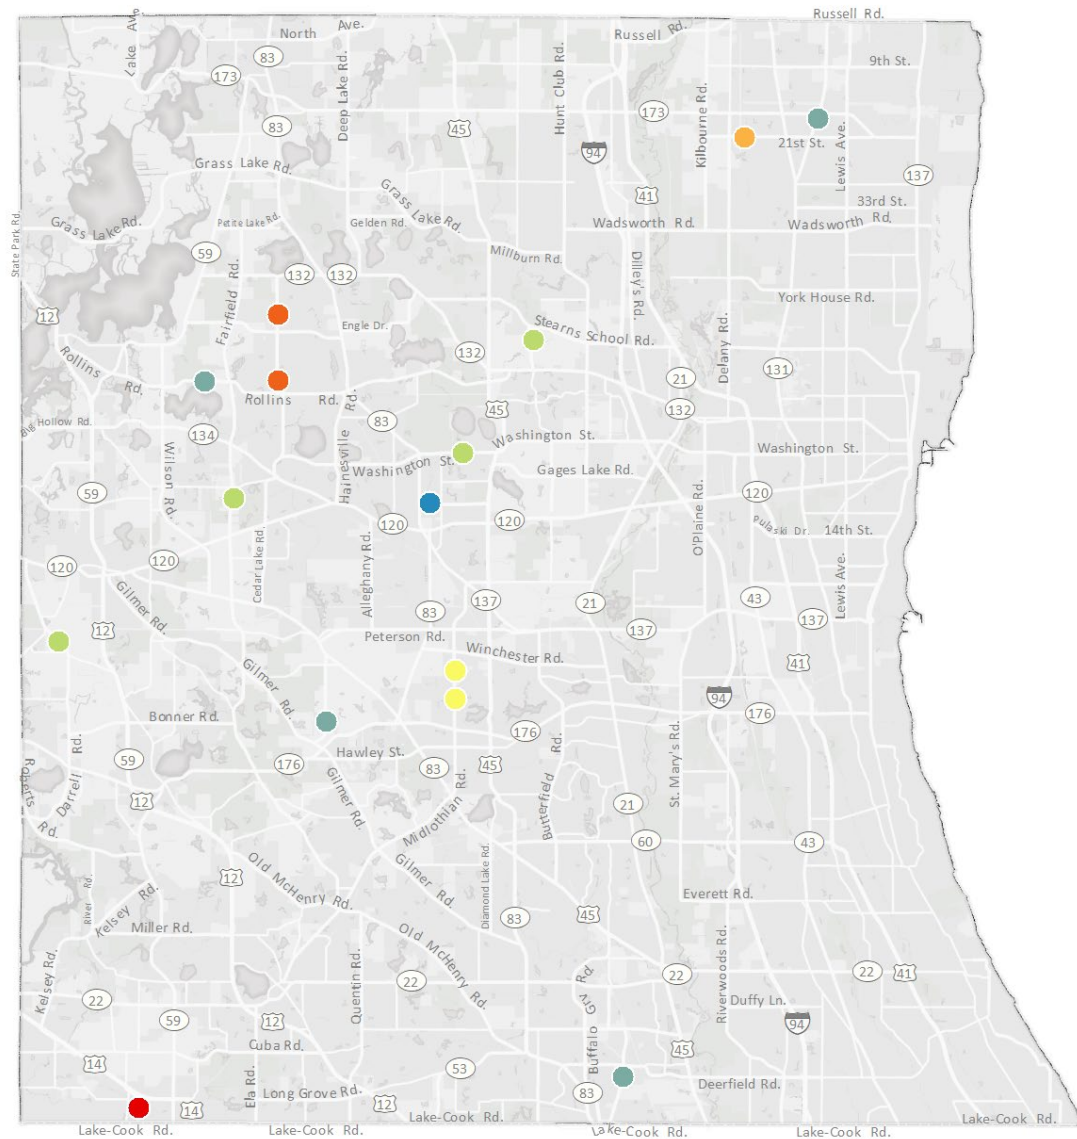 Russell Rd.
Lake Ave.
North Ave.
Russell Rd.
83
9th St.
173
Deep Lake Rd.
Hunt Club Rd.
Kilbourne Rd.
173
83
45
94
21st St.
Lewis Ave.
Grass Lake Rd.
137
41
33rd St.
Grass Lake Rd.
Petite Lake Rd.
Gelden Rd.
Grass Lake Rd.
Wadsworth Rd.
Wadsworth Rd.
State Park Rd.
59
Millburn Rd.
Dilley's Rd.
132
132
Fairfield Rd.
York House Rd.
12
Engle Dr.
Stearns School Rd.
Delany Rd.
Rollins Rd.
132
131
21
Rollins Rd.
45
132
Hollow Rd.
83
134
Hainesville Rd.
Washington St.
Washington St.
Washington St.
Wilson Rd.
Gages Lake Rd.
59
O'Plaine Rd.
120
120
120
14th St.
Cedar Lake Rd.
Alleghany Rd.
120
120
Lewis Ave.
Gilmer Rd.
83
137
21
43
137
137
12
Peterson Rd.
Winchester Rd.
41
Gilmer Rd.
94
Bonner Rd.
176
176
St. Mary's Rd.
Hawley St.
59
176
83
45
Darrell Rd.
Roberts Rd.
Gilmer Rd.
Butterfield Rd.
12
21
Midlothian Rd.
60
43
Old McHenry Rd.
12
Gilmer Rd.
Diamond Lake Rd.
River Rd.
Kelsey Rd.
Everett Rd.
83
45
Miller Rd.
Old McHenry Rd.
Kelsey Rd.
Quentin Rd.
Riverwoods Rd.
22
22
41
22
22
Buffalo Grv Rd.
Duffy Ln.
59
12
94
Cuba Rd.
45
14
53
Ela Rd.
Long Grove Rd.
83
Deerfield Rd.
14
12
Lake-Cook Rd.
Lake-Cook Rd.
Lake-Cook Rd.
Lake-Cook Rd.
Lake-Cook Rd.
Lake-Cook Rd.